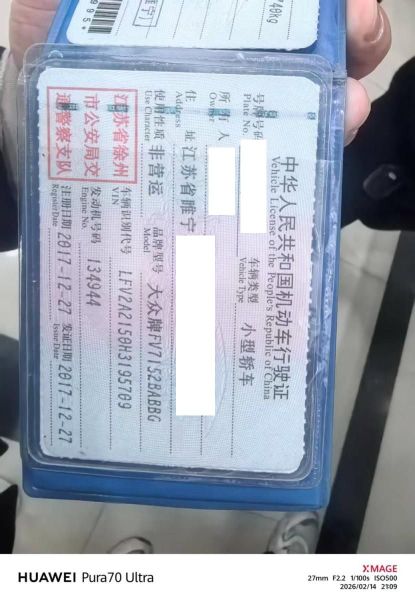 740kg
995*
中华人民共和国机动车行驶证
Vehicle License of the People's Republic of China
号牌号码
Plate No.
车辆类型 小型轿车
Vehicle Type
所有人
Owner
住址 江苏省睢宁
Address
使用性质 非营运 品牌型号 大众牌FV7152BABBG
Use Character Model
江苏省徐州
市公安局交
通警察支队
车辆识别代号 LFV2A2150H3195709
VIN
发动机号码 134944
Engine No.
注册日期 2017-12-27 发证日期 2017-12-27
Register Date Issue Date
HUAWEI Pura70 Ultra
XMAGE
27mm F2.2 1/100s ISO500
2026/02/14 21:09